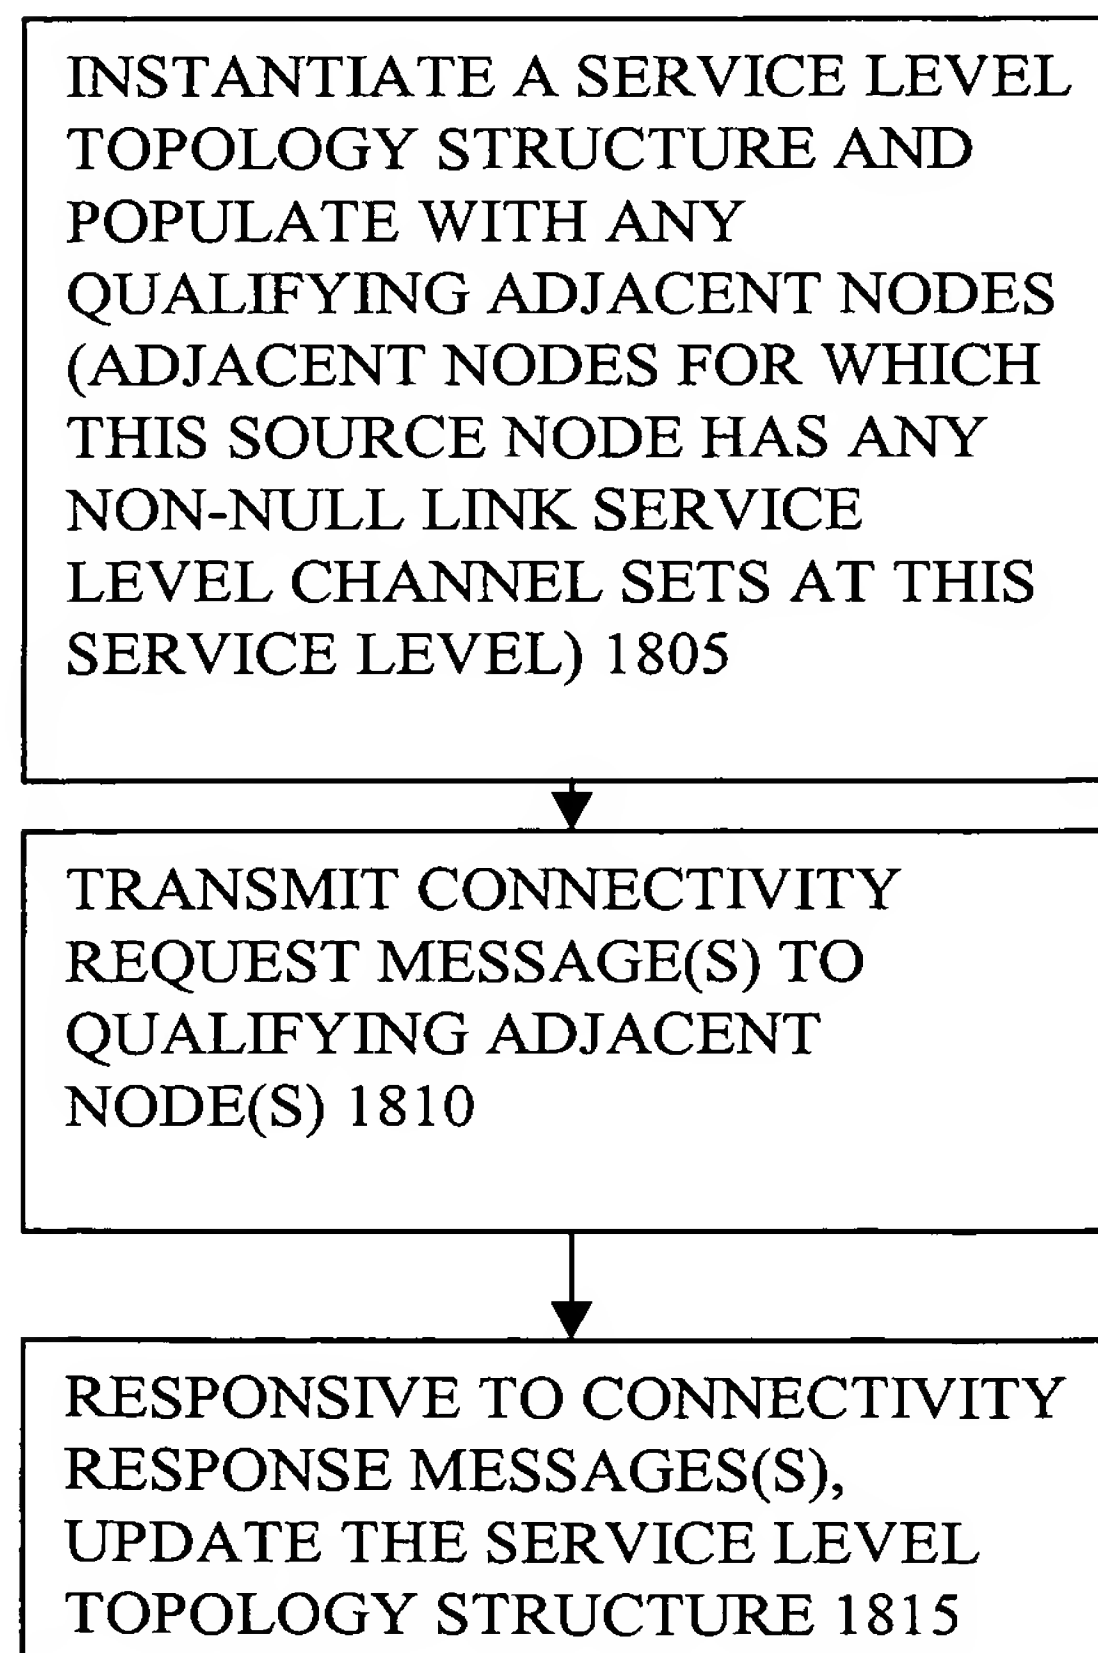 INSTANTIATE A SERVICE LEVEL
TOPOLOGY STRUCTURE AND
POPULATE WITH ANY
QUALIFYING ADJACENT NODES
(ADJACENT NODES FOR WHICH
THIS SOURCE NODE HAS ANY
NON-NULL LINK SERVICE
LEVEL CHANNEL SETS AT THIS
SERVICE LEVEL) 1805
TRANSMIT CONNECTIVITY
REQUEST MESSAGE(S) TO
QUALIFYING ADJACENT
NODE(S) 1810
RESPONSIVE TO CONNECTIVITY
RESPONSE MESSAGES(S),
UPDATE THE SERVICE LEVEL
TOPOLOGY STRUCTURE 1815